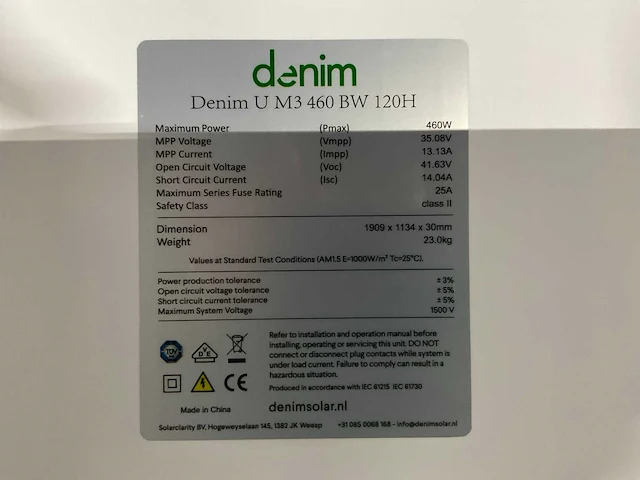 denim
Denim U M3 460 BW 120H
Maximum Power (Pmax) 460W
MPP Voltage (Vmpp) 35.08V
MPP Current (Impp) 13.13A
Open Circuit Voltage (Voc) 41.63V
Short Circuit Current (Isc) 14.04A
Maximum Series Fuse Rating 25A
Safety Class class II
Dimension 1909 x 1134 x 30mm
Weight 23.0kg
Values at Standard Test Conditions (AM1.5 E=1000W/m² Tc=25°C).
Power production tolerance ±3%
Open circuit voltage tolerance ±5%
Short circuit current tolerance ±5%
Maximum System Voltage 1500 V
Refer to installation and operation manual before
installing, operating or servicing this unit. DO NOT
connect or disconnect plug contacts while system is
under load current. Failure to comply can result in a
hazardous situation.
TÜV
DVE
CE
Produced in accordance with IEC 61215 IEC 61730
Made in China denimsolar.nl
Solarclarity BV, Hogeweyselaan 145, 1382 JK Weesp +31 085 0068 168 - info@denimsolar.nl